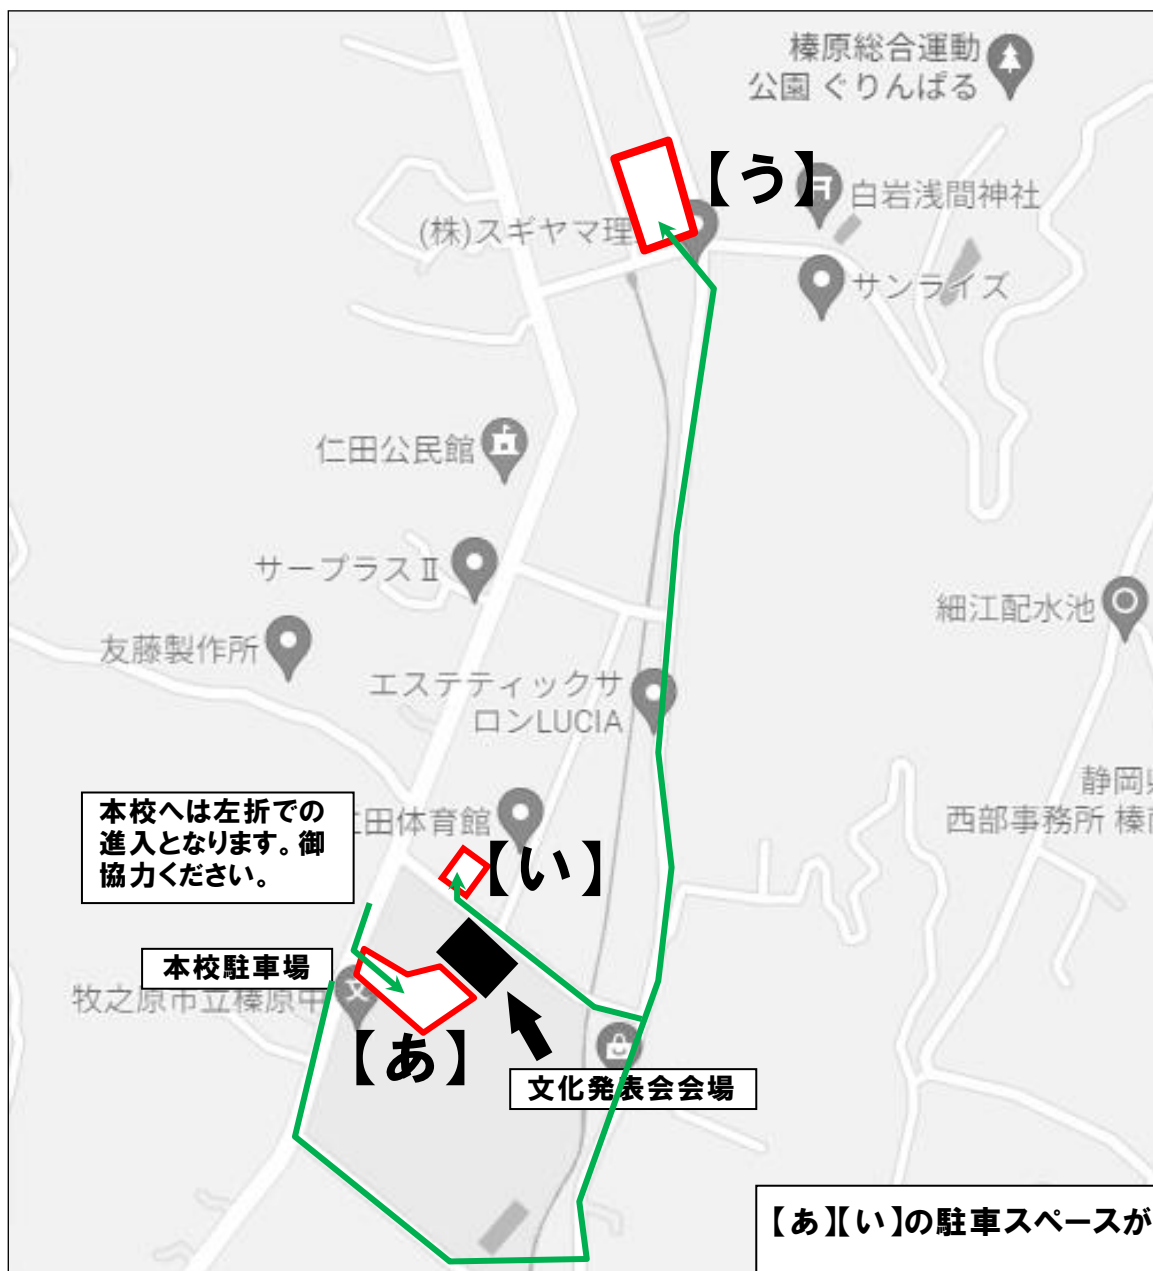 榛原総合運動
公園 ぐりんぱる
【う】
白岩浅間神社
(株)スギヤマ理
サンライズ
仁田公民館
サープラスⅡ
細江配水池
友藤製作所
エステティックサ
ロンLUCIA
静岡県
西部事務所 榛
本校へは左折での
進入となります。御
協力ください。
仁田体育館
【い】
本校駐車場
牧之原市立榛原中
【あ】
文化発表会会場
【あ】【い】の駐車スペースが